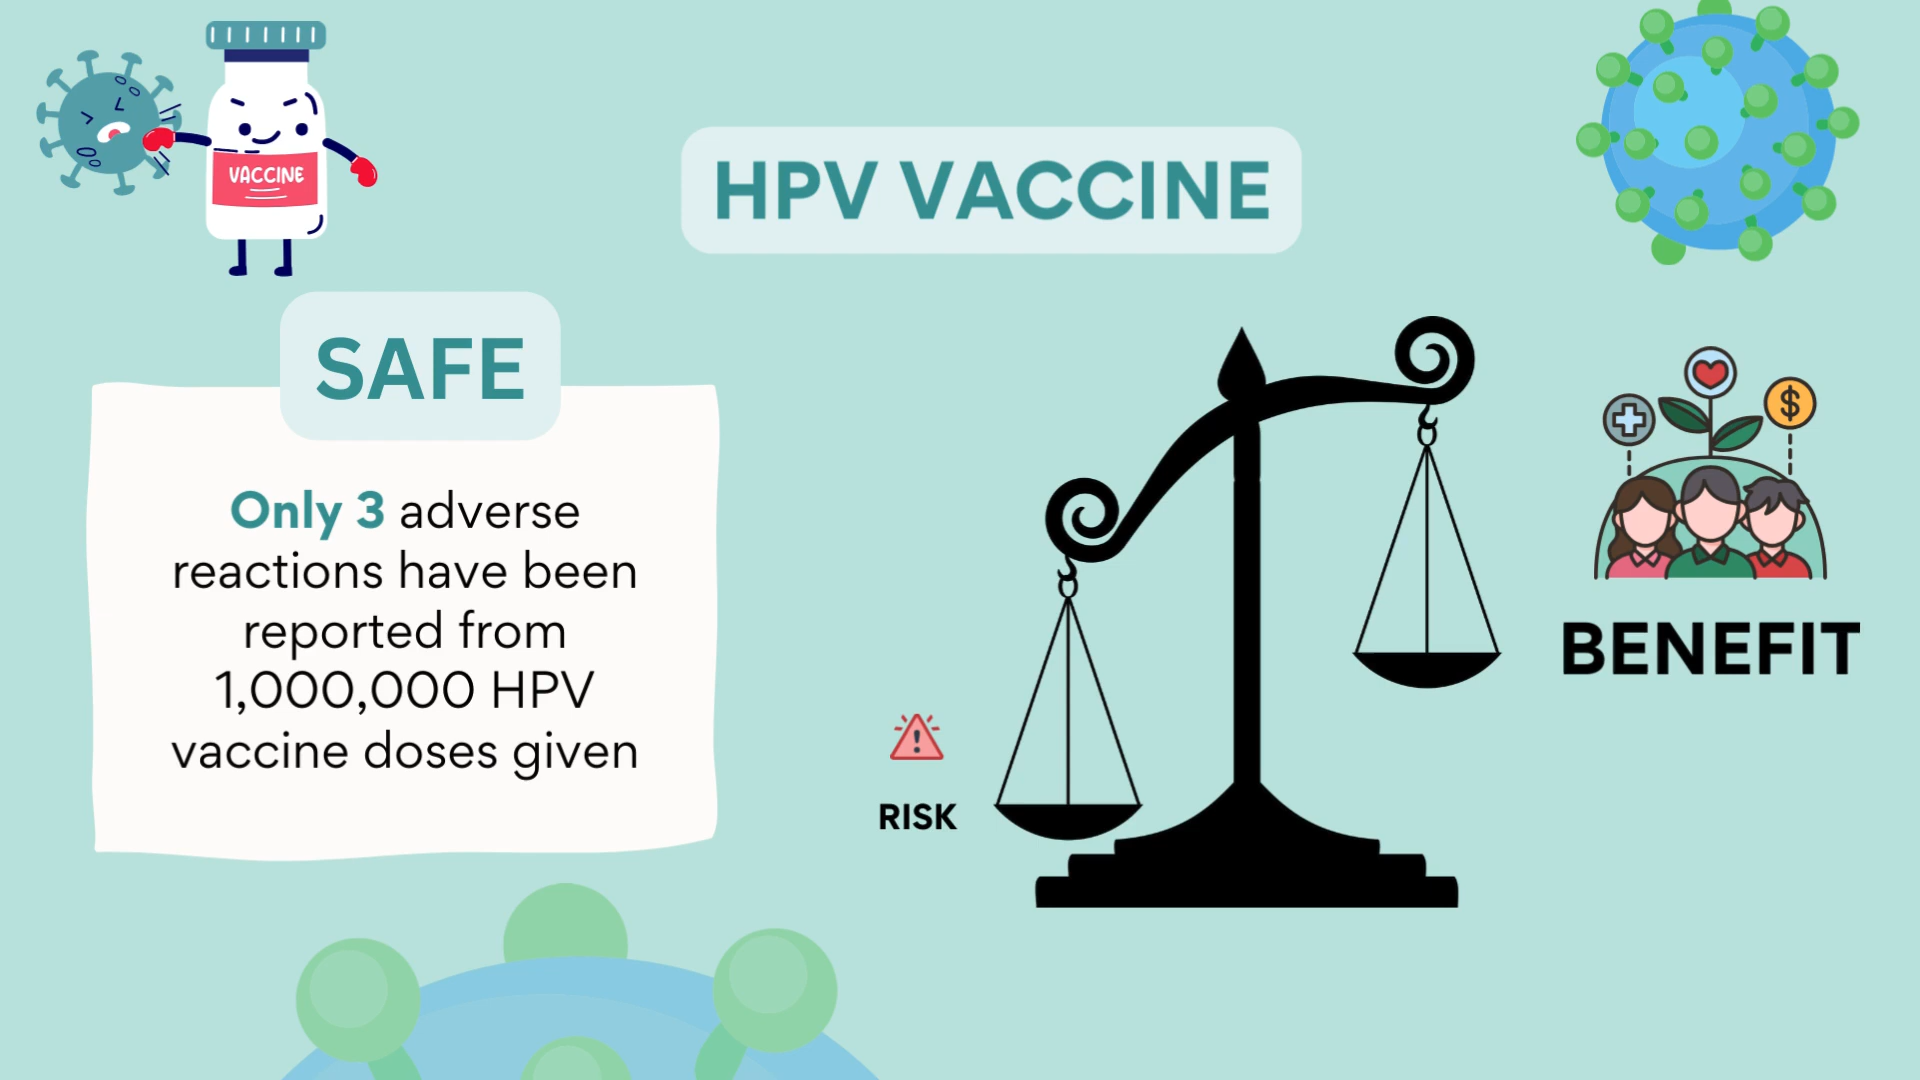 VACCINE
HPV VACCINE
SAFE
Only 3 adverse
reactions have been
reported from
1,000,000 HPV
vaccine doses given
$
BENEFIT
!
RISK